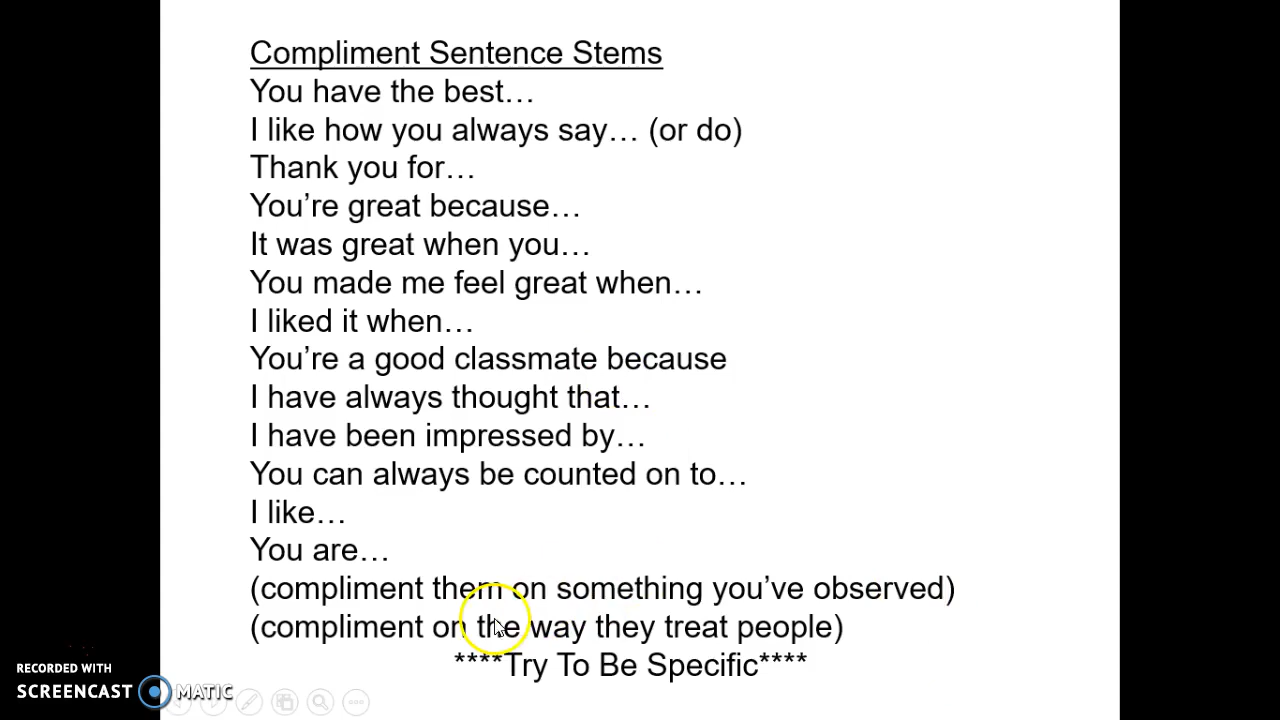 Compliment Sentence Stems
You have the best…
I like how you always say… (or do)
Thank you for…
You’re great because…
It was great when you…
You made me feel great when…
I liked it when…
You’re a good classmate because
I have always thought that…
I have been impressed by…
You can always be counted on to…
I like…
You are…
(compliment them on something you’ve observed)
(compliment on the way they treat people)
****Try To Be Specific****
RECORDED WITH
SCREENCAST MATIC